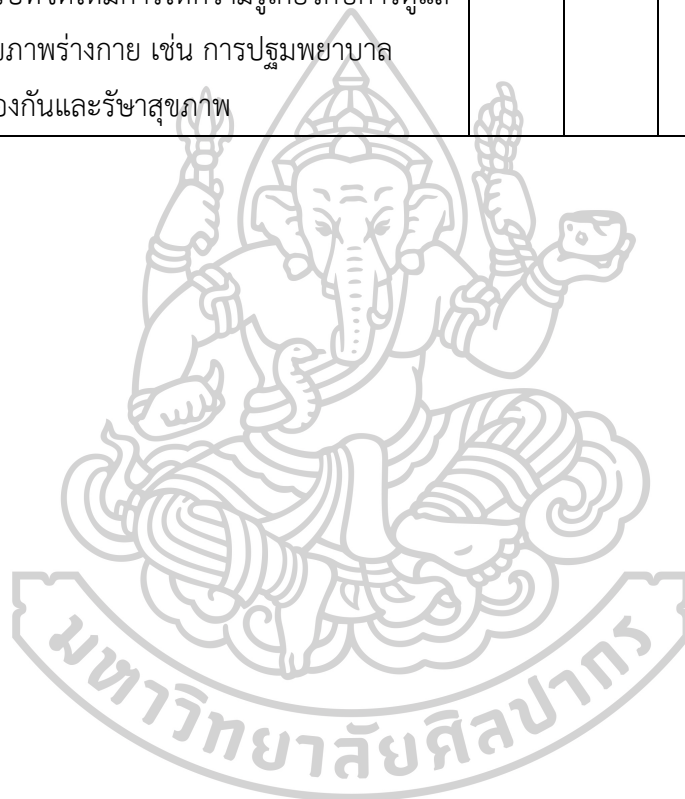 ภาพร่างกาย เช่น การปฐมพยาบาล
องกันและรัษาสุขภาพ
มหาวิทยาลัยศิลปากร